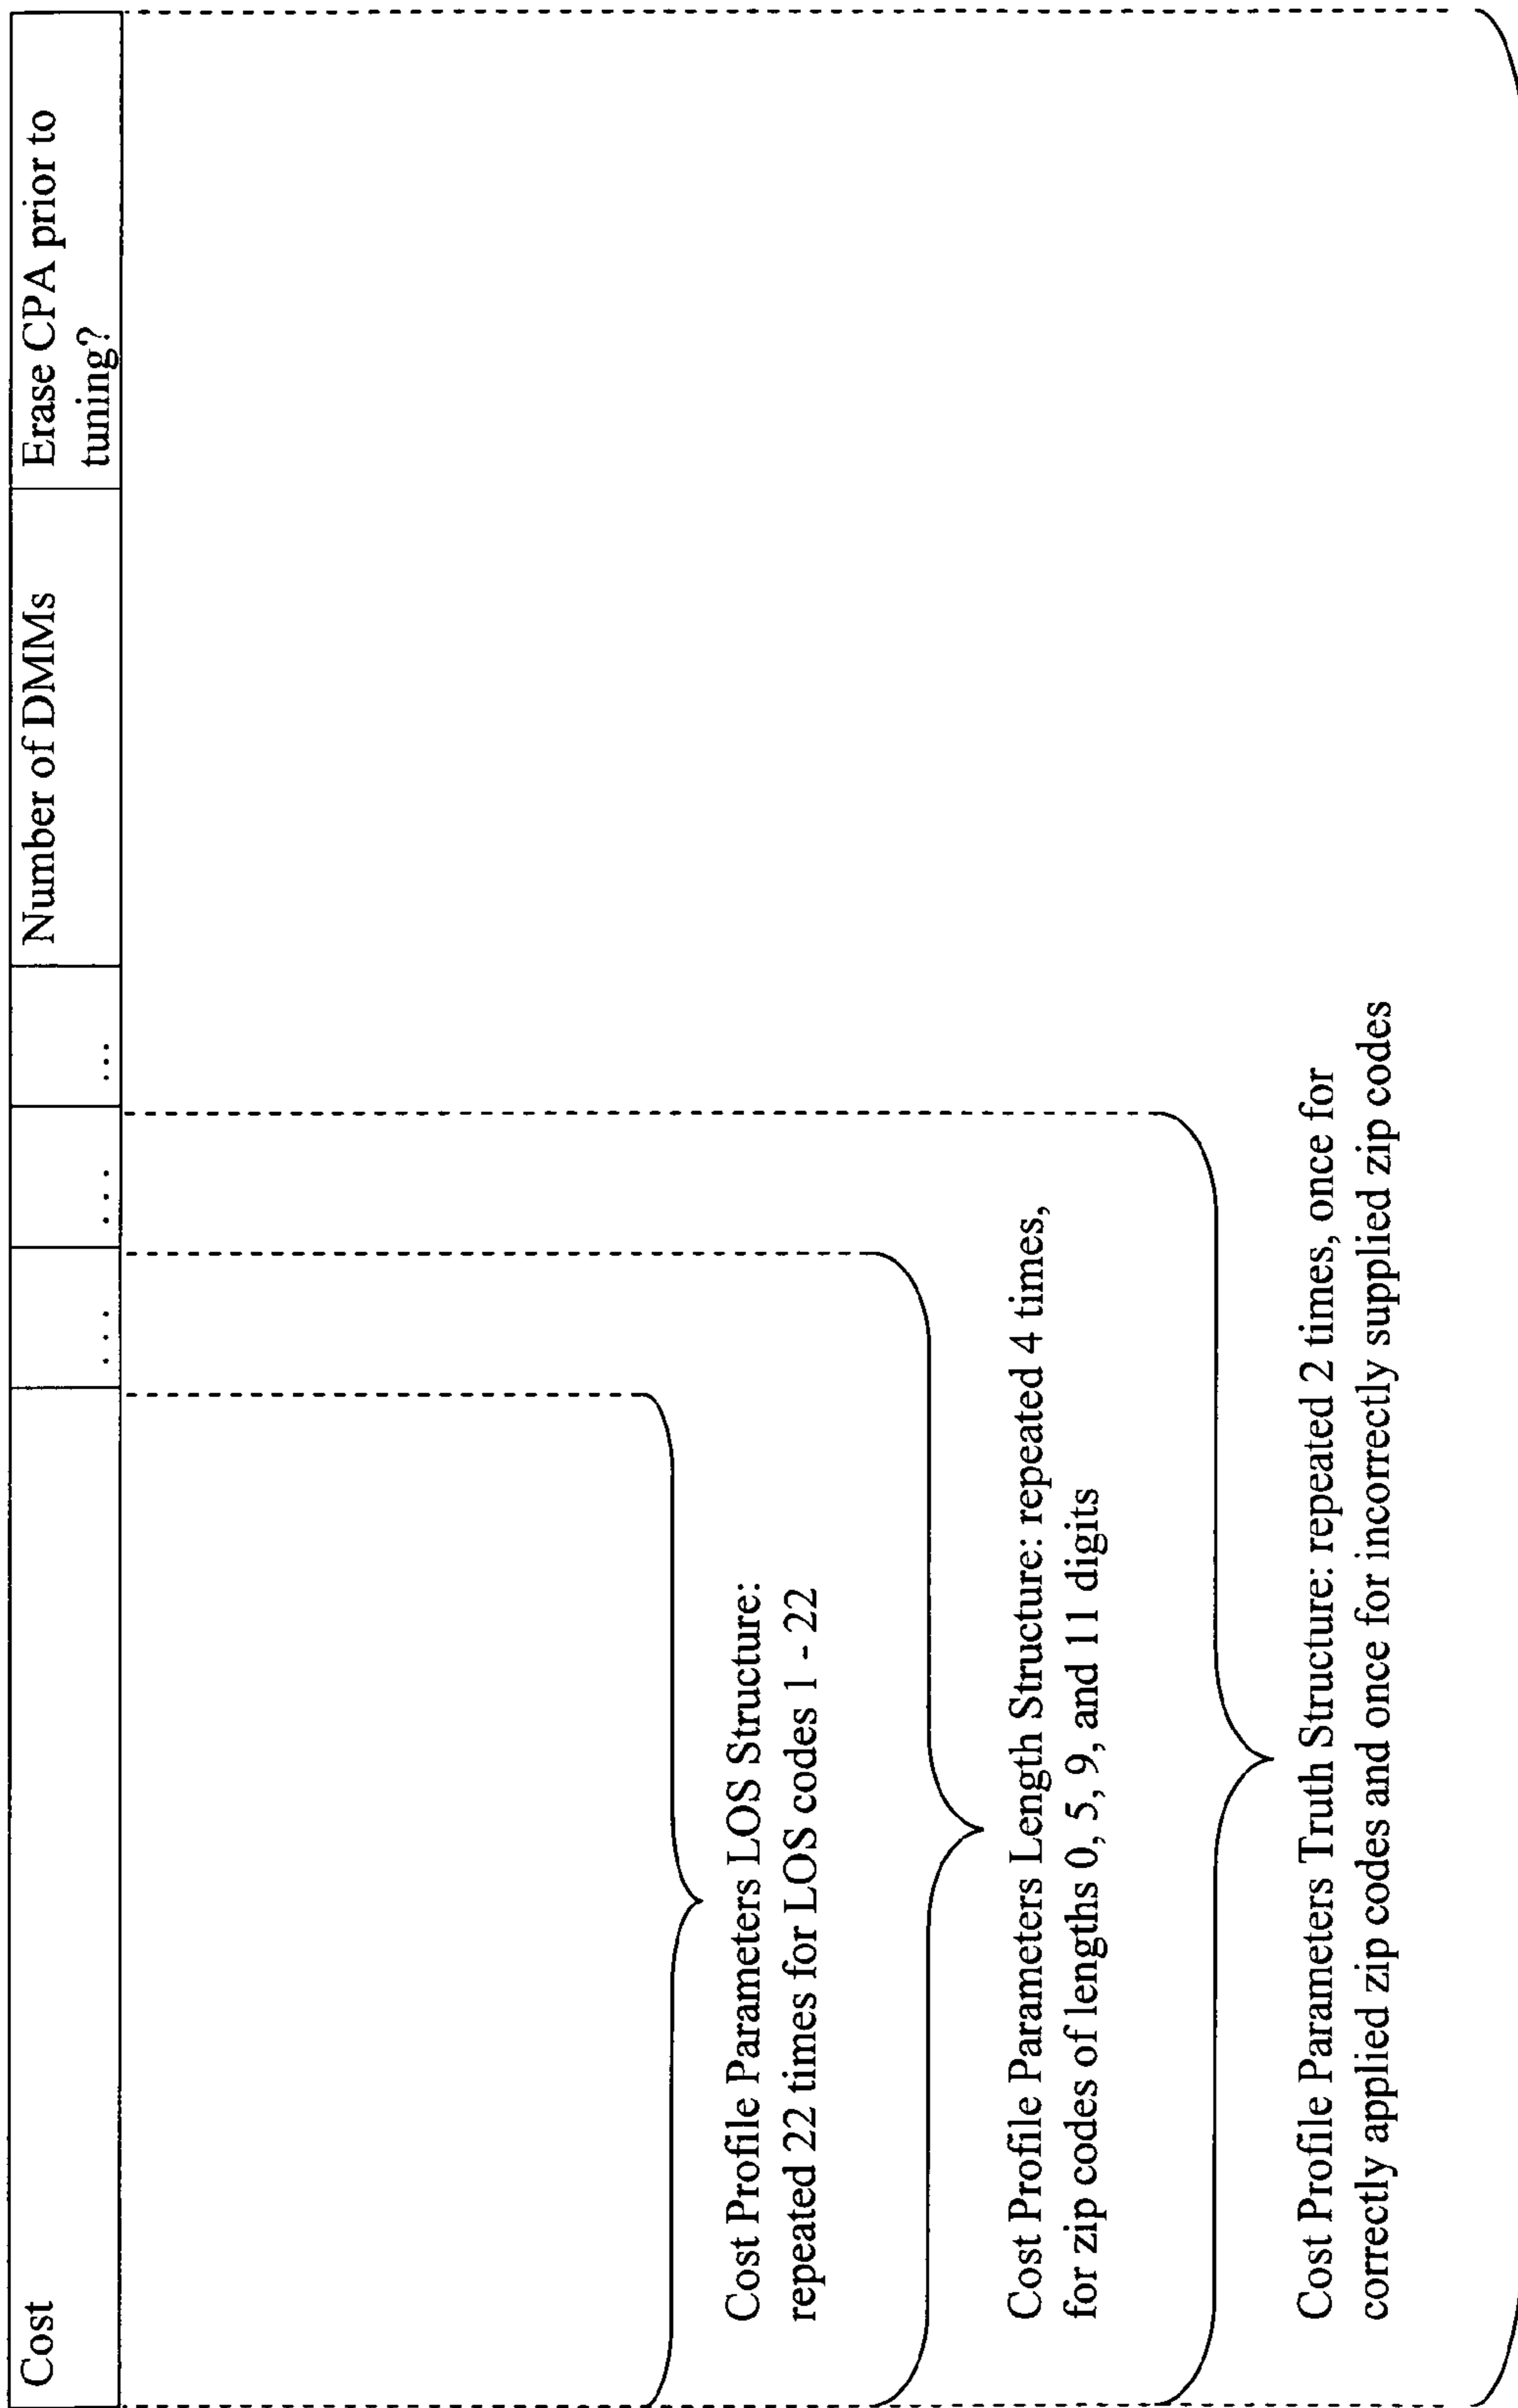 Cost
...
...
...
Number of DMMs
Erase CPA prior to
tuning?
Cost Profile Parameters LOS Structure:
repeated 22 times for LOS codes 1 - 22
Cost Profile Parameters Length Structure: repeated 4 times,
for zip codes of lengths 0, 5, 9, and 11 digits
Cost Profile Parameters Truth Structure: repeated 2 times, once for
correctly applied zip codes and once for incorrectly supplied zip codes